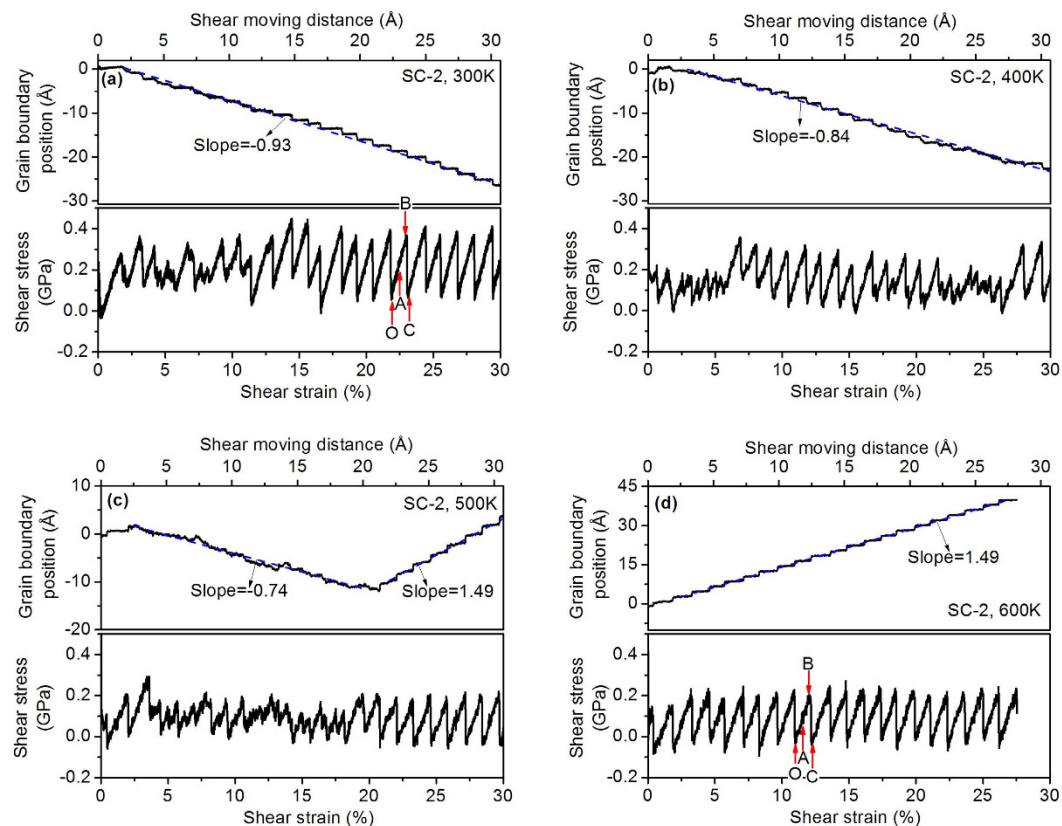 Shear moving distance (Å)
0 5 10 15 20 25 30
(a)
SC-2, 300K
Grain boundary
position (Å)
0
-10
-20
-30
Slope=-0.93
Shear stress
(GPa)
0.4
0.2
0.0
-0.2
B
A
O
C
0 5 10 15 20 25 30
Shear strain (%)
Shear moving distance (Å)
0 5 10 15 20 25 30
(b)
SC-2, 400K
Grain boundary
position (Å)
0
-10
-20
-30
Slope=-0.84
Shear stress
(GPa)
0.4
0.2
0.0
-0.2
0 5 10 15 20 25 30
Shear strain (%)
Shear moving distance (Å)
0 5 10 15 20 25 30
(c)
SC-2, 500K
Grain boundary
position (Å)
10
0
-10
-20
Slope=-0.74
Slope=1.49
Shear stress
(GPa)
0.4
0.2
0.0
-0.2
0 5 10 15 20 25 30
Shear strain (%)
Shear moving distance (Å)
0 5 10 15 20 25 30
(d)
Grain boundary
position (Å)
45
30
15
0
Slope=1.49
SC-2, 600K
Shear stress
(GPa)
0.4
0.2
0.0
-0.2
B
A
O
C
0 5 10 15 20 25 30
Shear strain (%)